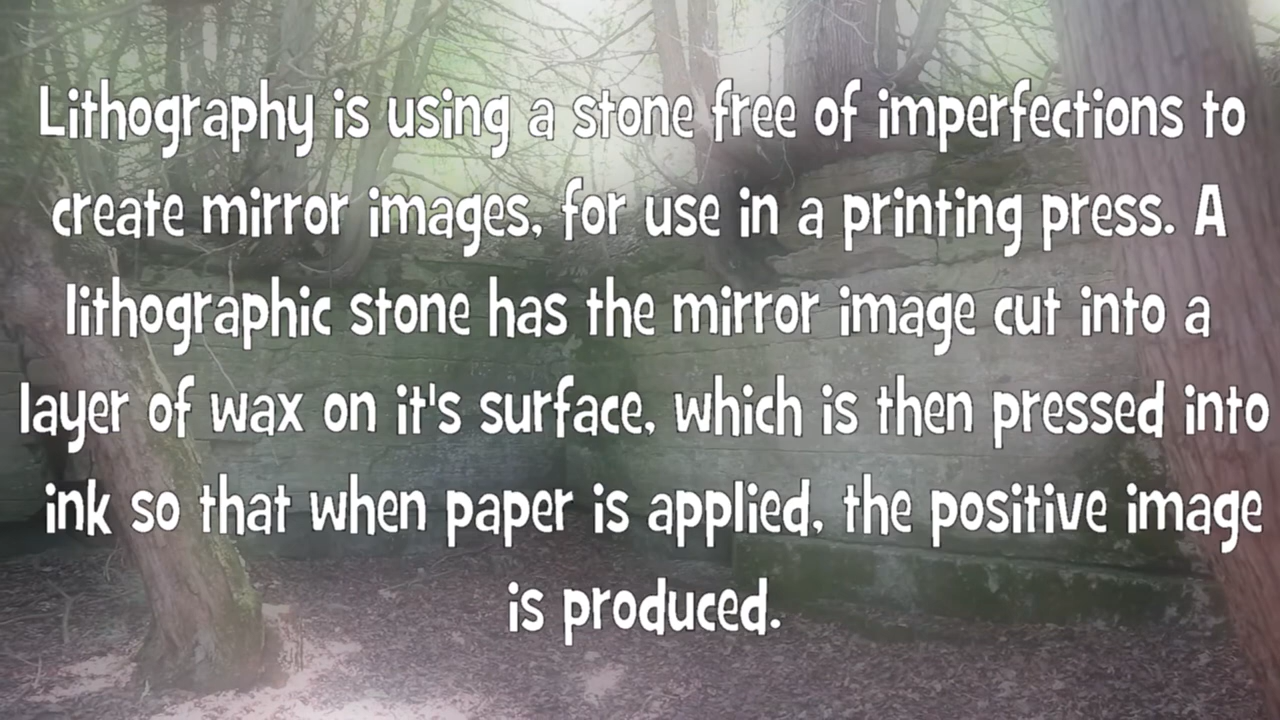 Lithography is using a stone free of imperfections to
create mirror images, for use in a printing press. A
lithographic stone has the mirror image cut into a
layer of wax on it's surface, which is then pressed into
ink so that when paper is applied, the positive image
is produced.